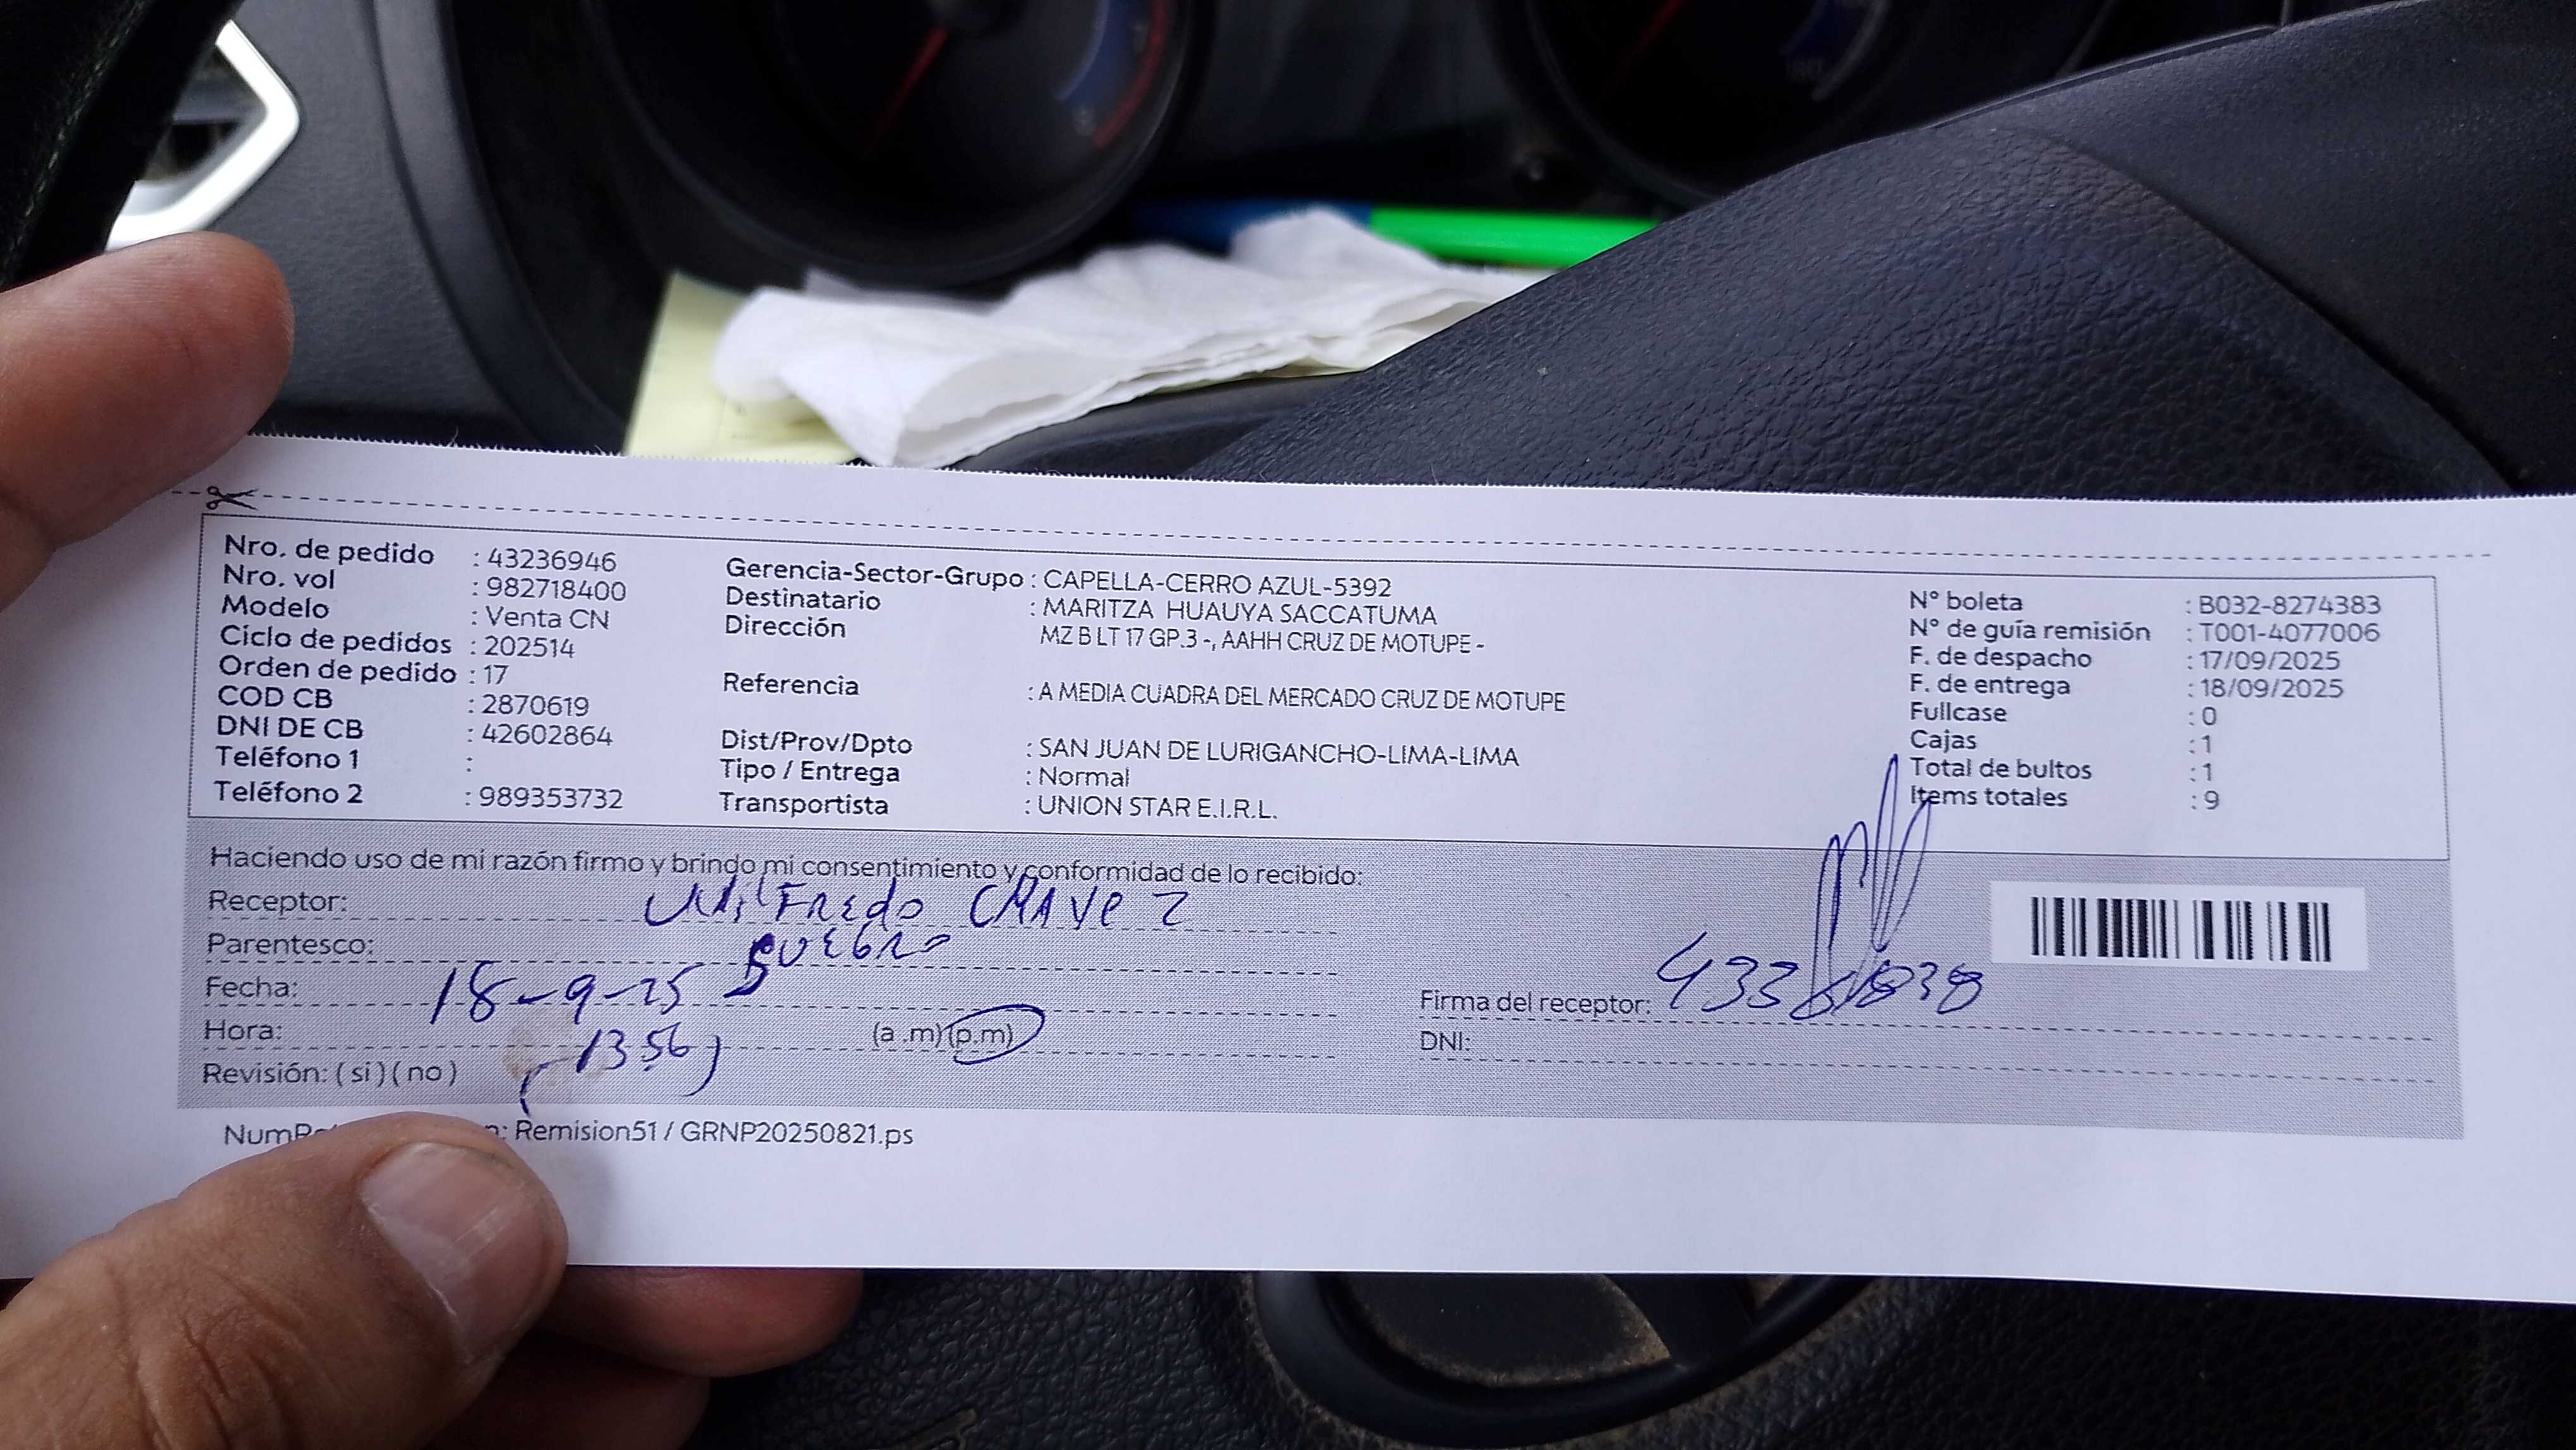 Nro. de pedido : 43236946
Nro. vol : 982718400
Modelo : Venta CN
Ciclo de pedidos : 202514
Orden de pedido : 17
COD CB : 2870619
DNI DE CB : 42602864
Teléfono 1 :
Teléfono 2 : 989353732
Gerencia-Sector-Grupo : CAPELLA-CERRO AZUL-5392
Destinatario : MARITZA HUAUYA SACCATUMA
Dirección MZ B LT 17 GP.3 -, AAHH CRUZ DE MOTUPE -
Referencia : A MEDIA CUADRA DEL MERCADO CRUZ DE MOTUPE
Dist/Prov/Dpto : SAN JUAN DE LURIGANCHO-LIMA-LIMA
Tipo / Entrega : Normal
Transportista : UNION STAR E.I.R.L.
N° boleta : B032-8274383
N° de guía remisión : T001-4077006
F. de despacho : 17/09/2025
F. de entrega : 18/09/2025
Fullcase : 0
Cajas : 1
Total de bultos : 1
Items totales : 9
Haciendo uso de mi razón firmo y brindo mi consentimiento y conformidad de lo recibido:
Receptor: Wilfredo CHAVEZ
Parentesco: SUEGRO
Fecha: 18-9-25
Hora: (1356) (a .m) (p.m)
Revisión: ( si ) ( no )
Firma del receptor:
DNI:
Remision51 / GRNP20250821.ps